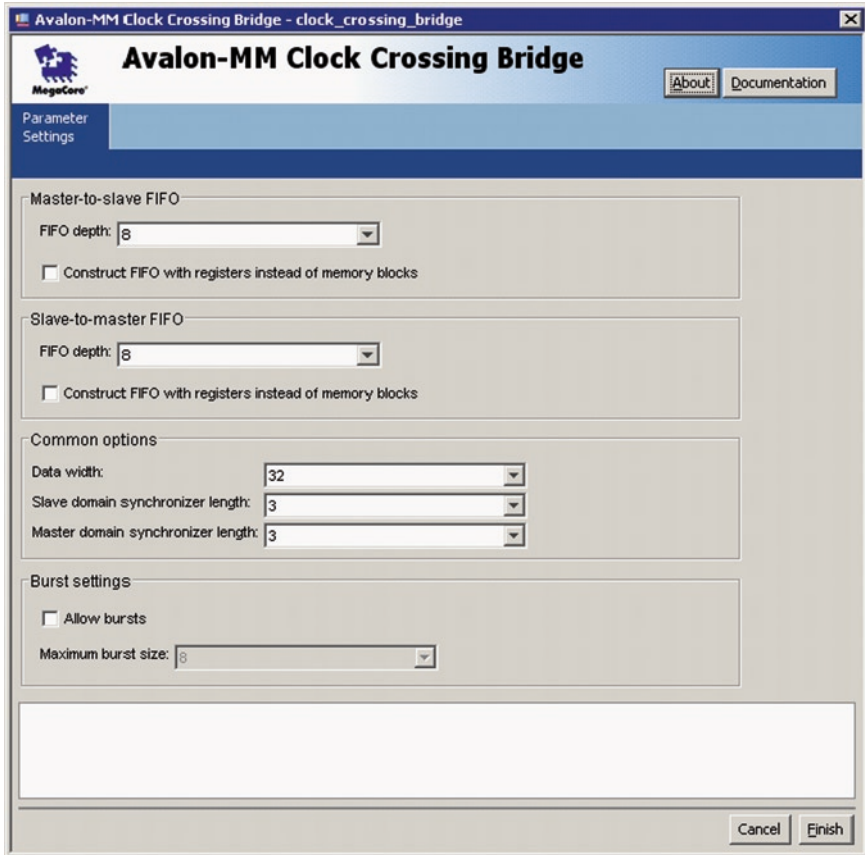 Avalon-MM Clock Crossing Bridge - clock_crossing_bridge
MegaCore®
Avalon-MM Clock Crossing Bridge
About
Documentation
Parameter
Settings
Master-to-slave FIFO
FIFO depth: 8
Construct FIFO with registers instead of memory blocks
Slave-to-master FIFO
FIFO depth: 8
Construct FIFO with registers instead of memory blocks
Common options
Data width: 32
Slave domain synchronizer length: 3
Master domain synchronizer length: 3
Burst settings
Allow bursts
Maximum burst size: 8
Cancel
Finish